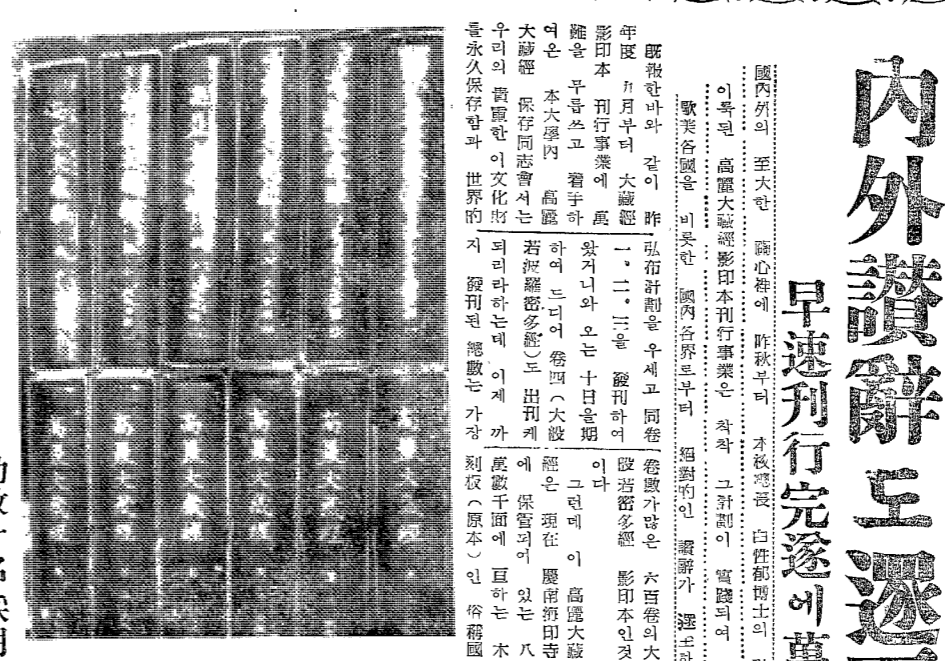 內外讚辭도遝
早速刊行完遂에萬
國內外의 至大한 關心裡에 昨秋부터 本校總長 白性郁博士의
이룩된 高麗大藏經影印本刊行事業은 착착 그計劃이 實踐되여
歐美各國을 비롯한 國內各界로부터 絕對的인 讚辭가 遝至하
旣報한바와 같이 昨
年度 九月부터 大藏經
影印本 刊行事業에 萬
難을 무릅쓰고 着手하
여온 本大學內 高麗
大藏經 保存同志會서는
우리의 貴重한 이文化財
를永久保存함과 世界的
弘布計劃을 우세고 同卷
一。二。三을 發刊하여
왔거니와 오는 十日을期
하여 드디어 卷四(大般
若波羅密多經)도 出刊케
되리라하는데 이제 까
지 發刊된 總數는 가장
卷數가많은 六百卷의大
般若密多經 影印本인것
이다
그런데 이 高麗大藏
經은 現在 慶南海印寺
에 保管되여 있는 八
萬數千面에 亘하는 木
刻板(原本)인 俗稱國